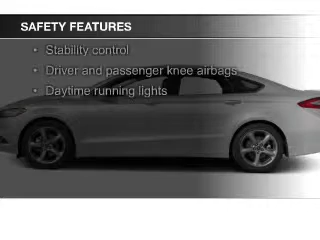 SAFETY FEATURES
• Stability control
• Driver and passenger knee airbags
• Daytime running lights